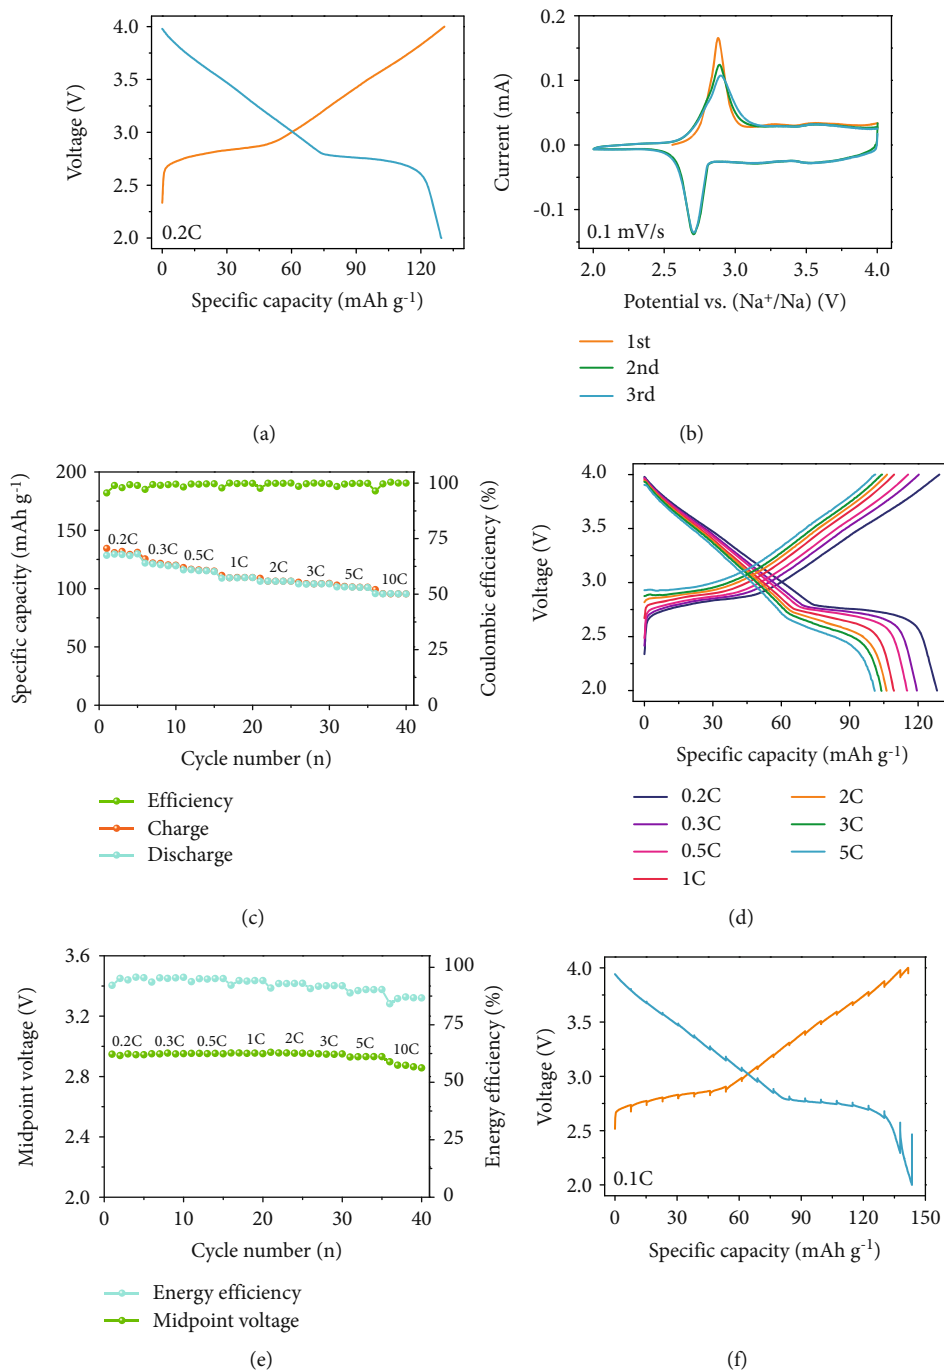 4.0
3.5
3.0
2.5
2.0
Voltage (V)
0.2C
0 30 60 90 120
Specific capacity (mAh g-1)
(a)
0.2
0.1
0.0
-0.1
Current (mA)
0.1 mV/s
2.0 2.5 3.0 3.5 4.0
Potential vs. (Na+/Na) (V)
1st
2nd
3rd
(b)
200
150
100
50
0
Specific capacity (mAh g-1)
100
75
50
25
0
Coulombic efficiency (%)
0.2C 0.3C 0.5C 1C 2C 3C 5C 10C
0 10 20 30 40
Cycle number (n)
Efficiency
Charge
Discharge
(c)
4.0
3.5
3.0
2.5
2.0
Voltage (V)
0 30 60 90 120
Specific capacity (mAh g-1)
0.2C 2C
0.3C 3C
0.5C 5C
1C
(d)
3.6
3.2
2.8
2.4
2.0
Midpoint voltage (V)
100
75
50
25
0
Energy efficiency (%)
0.2C 0.3C 0.5C 1C 2C 3C 5C 10C
0 10 20 30 40
Cycle number (n)
Energy efficiency
Midpoint voltage
(e)
4.0
3.5
3.0
2.5
2.0
Voltage (V)
0.1C
0 30 60 90 120 150
Specific capacity (mAh g-1)
(f)